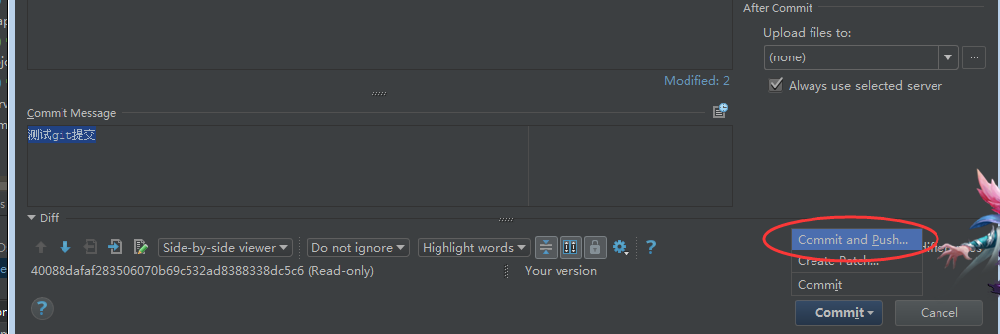 After Commit
Upload files to:
(none)
...
Modified: 2
Always use selected server
Commit Message
测试git提交
Diff
Side-by-side viewer
Do not ignore
Highlight words
?
Commit and Push...
Create Patch...
Commit
40088dafaf283506070b69c532ad8388338dc5c6 (Read-only)
Your version
?
Commit
Cancel